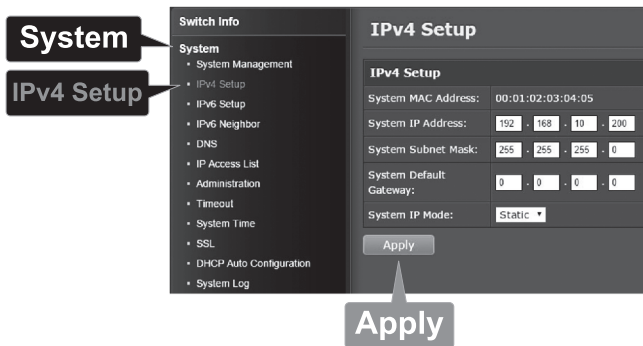 System
IPv4 Setup
Switch Info
System
System Management
IPv4 Setup
IPv6 Setup
IPv6 Neighbor
DNS
IP Access List
Administration
Timeout
System Time
SSL
DHCP Auto Configuration
System Log
IPv4 Setup
IPv4 Setup
System MAC Address: 00:01:02:03:04:05
System IP Address: 192 . 168 . 10 . 200
System Subnet Mask: 255 . 255 . 255 . 0
System Default
Gateway: 0 . 0 . 0 . 0
System IP Mode: Static
Apply
Apply